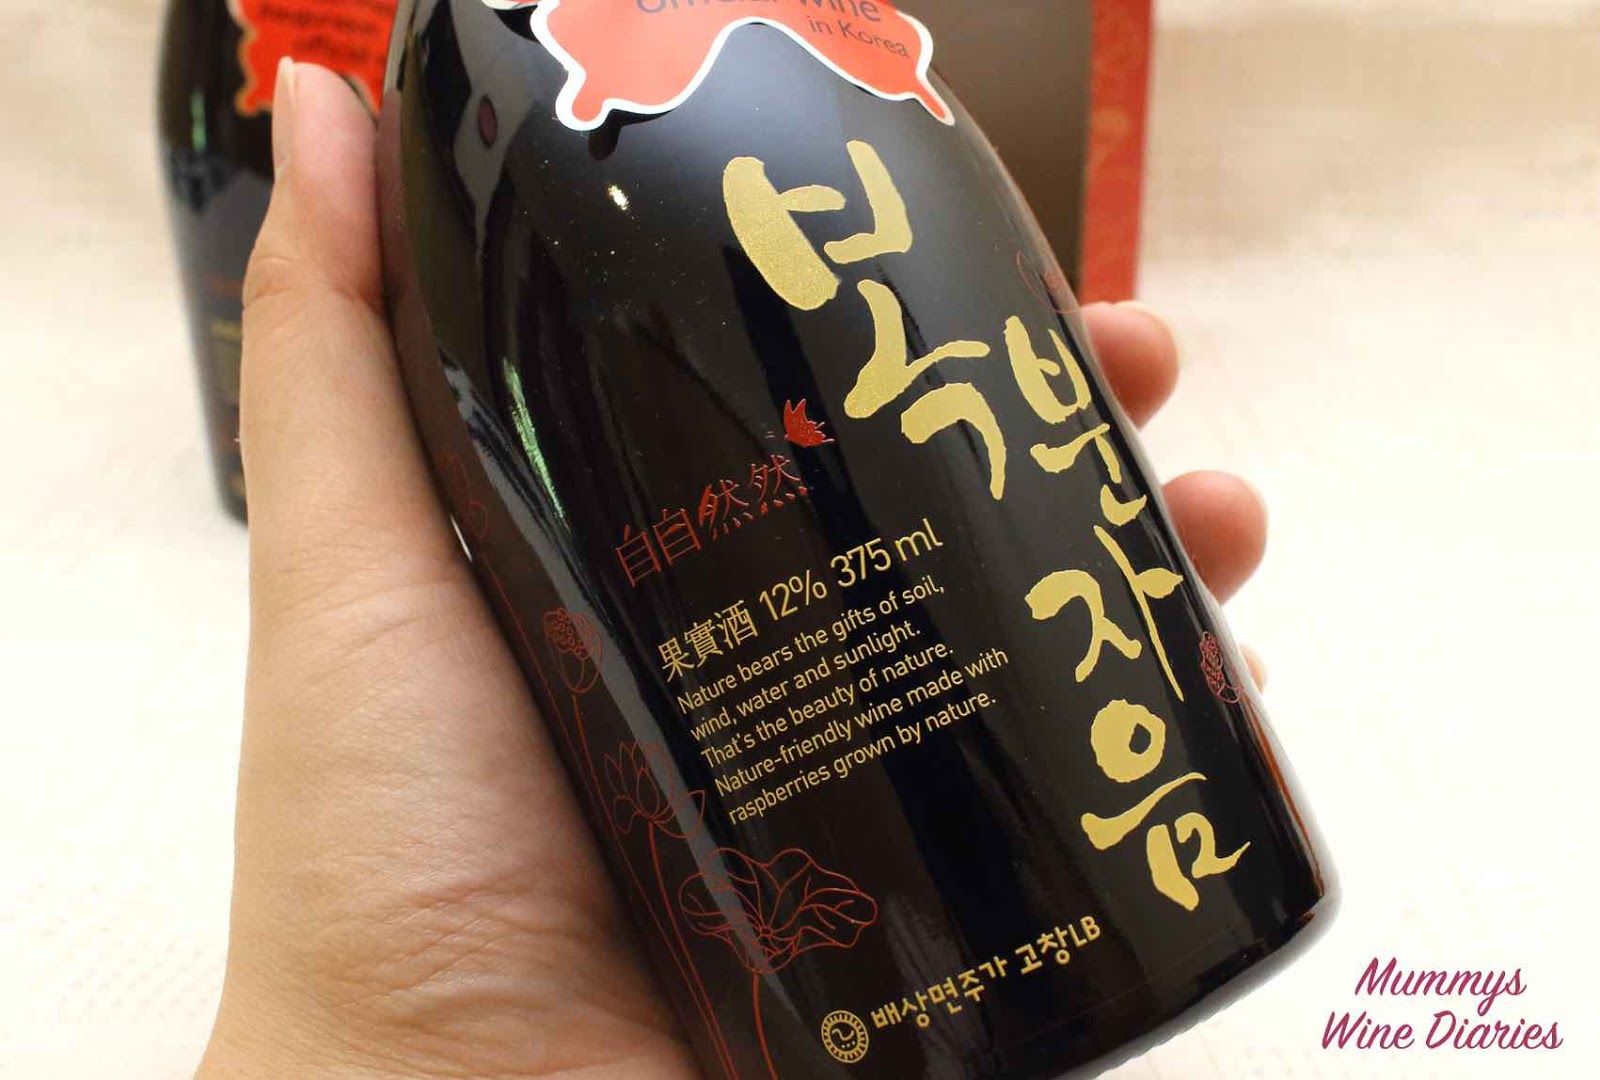 official wine
in Korea
복분자음
自自然然
果實酒 12% 375 ml
Nature bears the gifts of soil,
wind, water and sunlight.
That's the beauty of nature.
Nature-friendly wine made with
raspberries grown by nature.
배상면주가 고창LB
Mummys
Wine Diaries